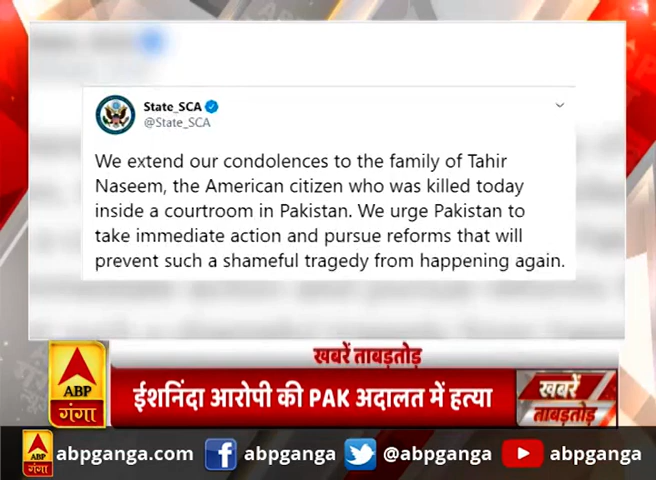 State_SCA
@State_SCA
We extend our condolences to the family of Tahir
Naseem, the American citizen who was killed today
inside a courtroom in Pakistan. We urge Pakistan to
take immediate action and pursue reforms that will
prevent such a shameful tragedy from happening again.
खबरें ताबड़तोड़
ABP
गंगा
ईशनिंदा आरोपी की PAK अदालत में हत्या
खबरें
ताबड़तोड़
ABP
गंगा
abpganga.com
abpganga
@abpganga
abpganga